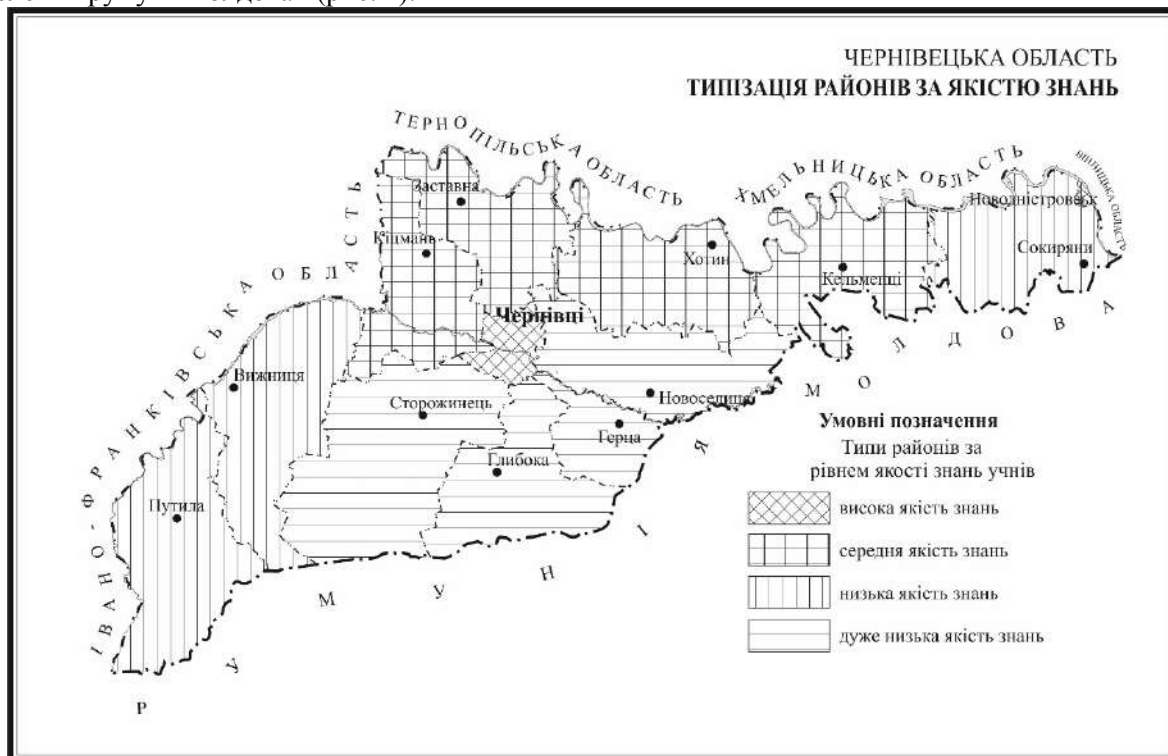 ЧЕРНІВЕЦЬКА ОБЛАСТЬ
ТИПІЗАЦІЯ РАЙОНІВ ЗА ЯКІСТЮ ЗНАНЬ
ТЕРНОПІЛЬСЬКА ОБЛАСТЬ
ХМЕЛЬНИЦЬКА ОБЛАСТЬ
ВІННИЦЬКА ОБЛАСТЬ
ІВАНО-ФРАНКІВСЬКА ОБЛАСТЬ
Заставна
Новодністровськ
Кіцмань
Хотин
Сокиряни
Кельменці
Чернівці
МОЛДОВА
Вижниця
Сторожинець
Новоселиця
Герца
Глибока
Путила
РУМУНІЯ
Умовні позначення
Типи районів за
рівнем якості знань учнів
висока якість знань
середня якість знань
низька якість знань
дуже низька якість знань